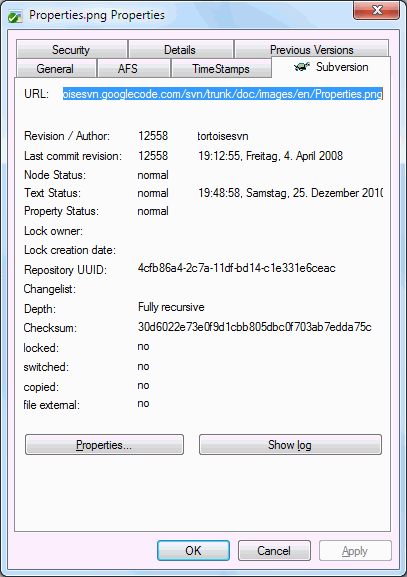 Properties.png Properties
Security Details Previous Versions
General AFS TimeStamps Subversion
URL: oisesvn.googlecode.com/svn/trunk/doc/images/en/Properties.png
Revision / Author: 12558 tortoisesvn
Last commit revision: 12558 19:12:55, Freitag, 4. April 2008
Node Status: normal
Text Status: normal 19:48:58, Samstag, 25. Dezember 2010
Property Status: normal
Lock owner:
Lock creation date:
Repository UUID: 4cfb86a4-2c7a-11df-bd14-c1e331e6ceac
Changelist:
Depth: Fully recursive
Checksum: 30d6022e73e0f9d1cbb805dbc0f703ab7edda75c
locked: no
switched: no
copied: no
file external: no
Properties... Show log
OK Cancel Apply